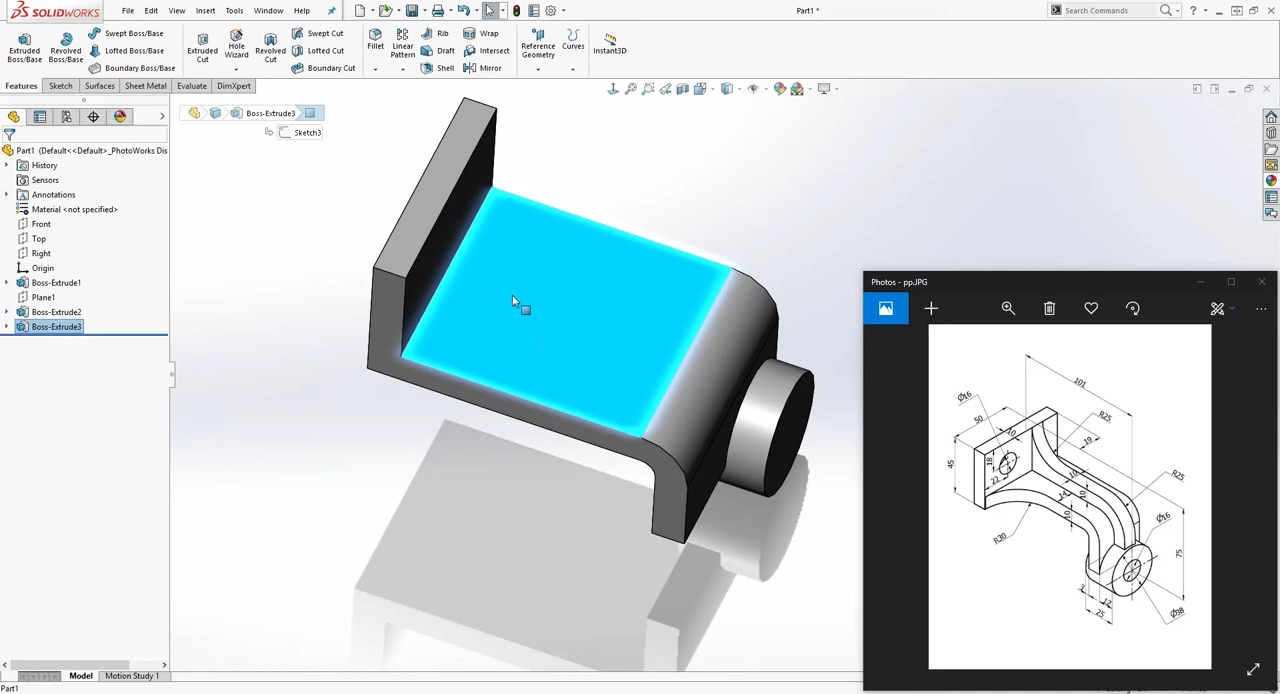 SOLIDWORKS
File Edit View Insert Tools Window Help
Part1 *
Search Commands
Extruded Boss/Base
Revolved Boss/Base
Swept Boss/Base
Lofted Boss/Base
Boundary Boss/Base
Extruded Cut
Hole Wizard
Revolved Cut
Swept Cut
Lofted Cut
Boundary Cut
Fillet
Linear Pattern
Rib
Draft
Shell
Wrap
Intersect
Mirror
Reference Geometry
Curves
Instant3D
Features Sketch Surfaces Sheet Metal Evaluate DimXpert
Boss-Extrude3
Sketch3
Part1 (Default<<Default>_PhotoWorks Dis
History
Sensors
Annotations
Material <not specified>
Front
Top
Right
Origin
Boss-Extrude1
Plane1
Boss-Extrude2
Boss-Extrude3
Photos - pp.JPG
101
Ø16
50
10
R25
19
45
18
22
10
14
10
10
R25
Ø16
R30
75
12
25
Ø38
Model Motion Study 1
Part1